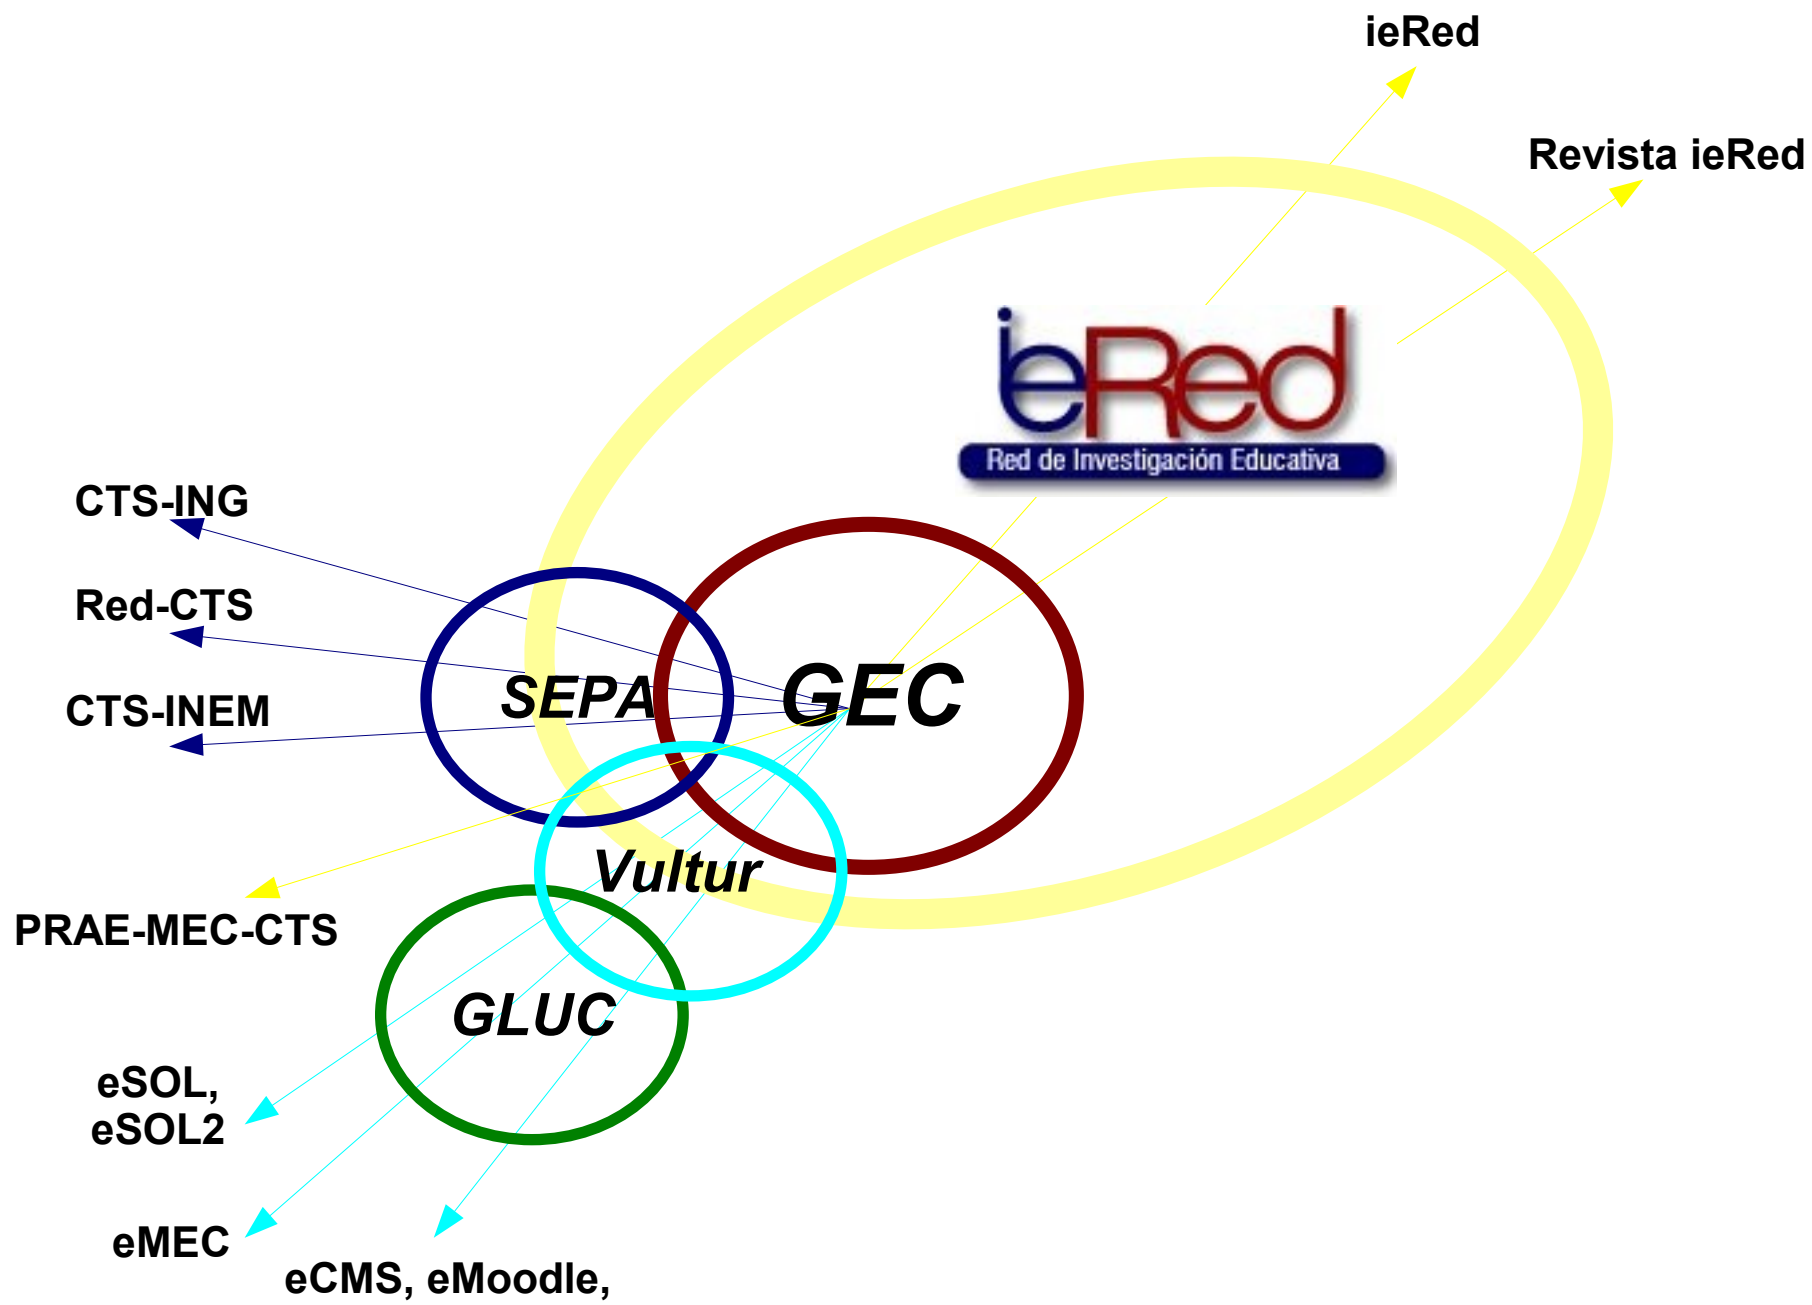 ieRed
Revista ieRed
ieRed
Red de Investigación Educativa
CTS-ING
Red-CTS
CTS-INEM
SEPA
GEC
Vultur
PRAE-MEC-CTS
GLUC
eSOL,
eSOL2
eMEC
eCMS, eMoodle,